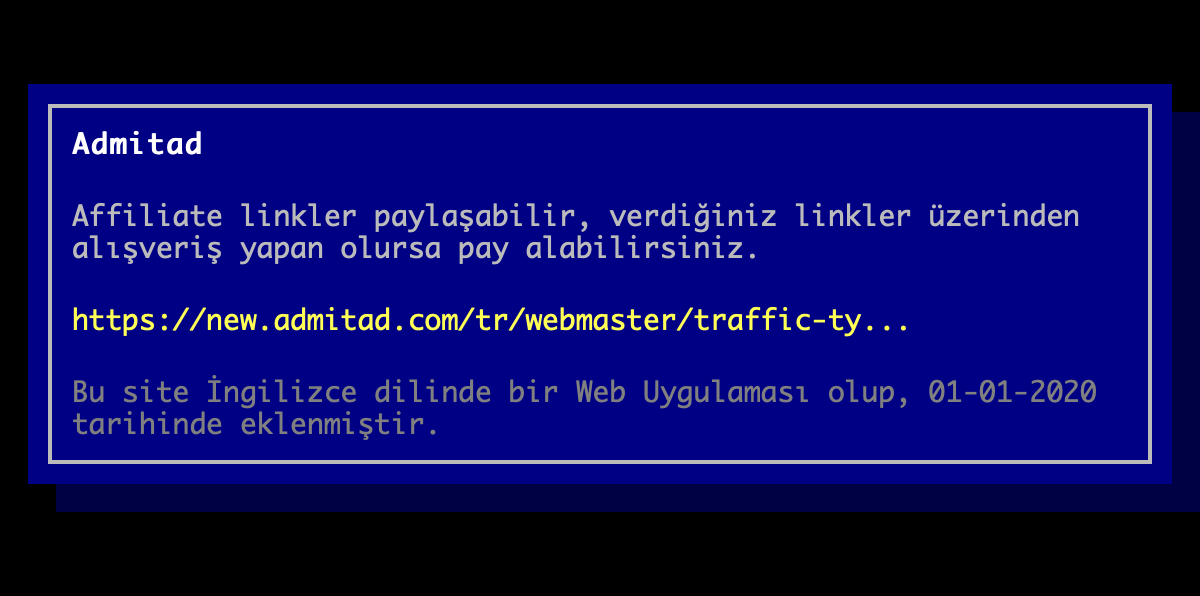 Admitad
Affiliate linkler paylaşabilir, verdiğiniz linkler üzerinden
alışveriş yapan olursa pay alabilirsiniz.
https://new.admitad.com/tr/webmaster/traffic-ty...
Bu site İngilizce dilinde bir Web Uygulaması olup, 01-01-2020
tarihinde eklenmiştir.